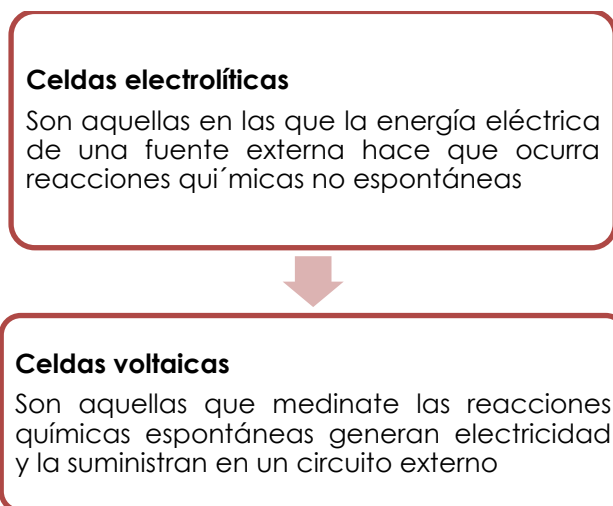 Celdas electrolíticas
Son aquellas en las que la energía eléctrica
de una fuente externa hace que ocurra
reacciones qui´micas no espontáneas
Celdas voltaicas
Son aquellas que medinate las reacciones
químicas espontáneas generan electricidad
y la suministran en un circuito externo